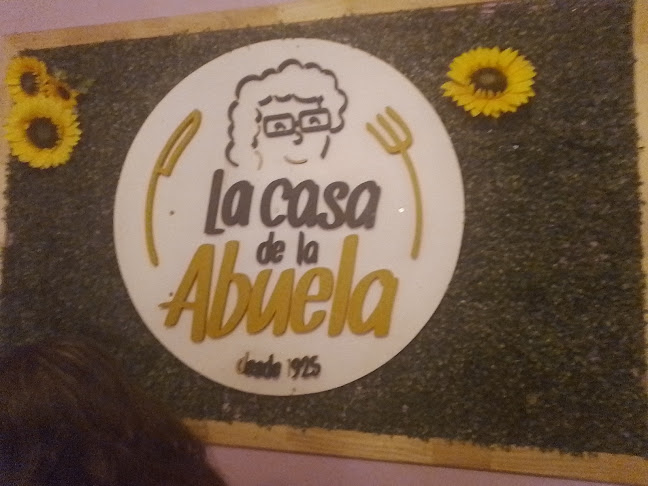 La casa
de la
Abuela
desde 1925